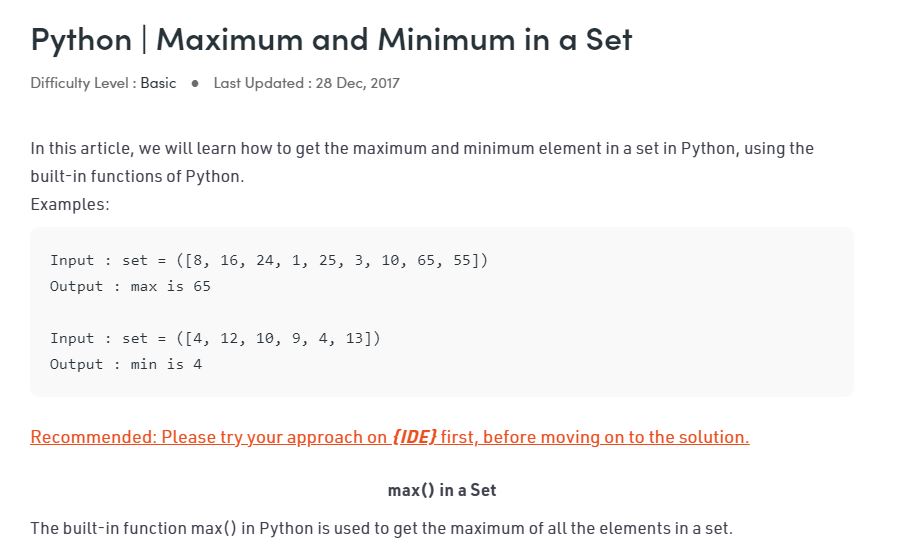 Python | Maximum and Minimum in a Set
Difficulty Level : Basic ● Last Updated : 28 Dec, 2017
In this article, we will learn how to get the maximum and minimum element in a set in Python, using the
built-in functions of Python.
Examples:
Input : set = ([8, 16, 24, 1, 25, 3, 10, 65, 55])
Output : max is 65
Input : set = ([4, 12, 10, 9, 4, 13])
Output : min is 4
Recommended: Please try your approach on {IDE} first, before moving on to the solution.
max() in a Set
The built-in function max() in Python is used to get the maximum of all the elements in a set.